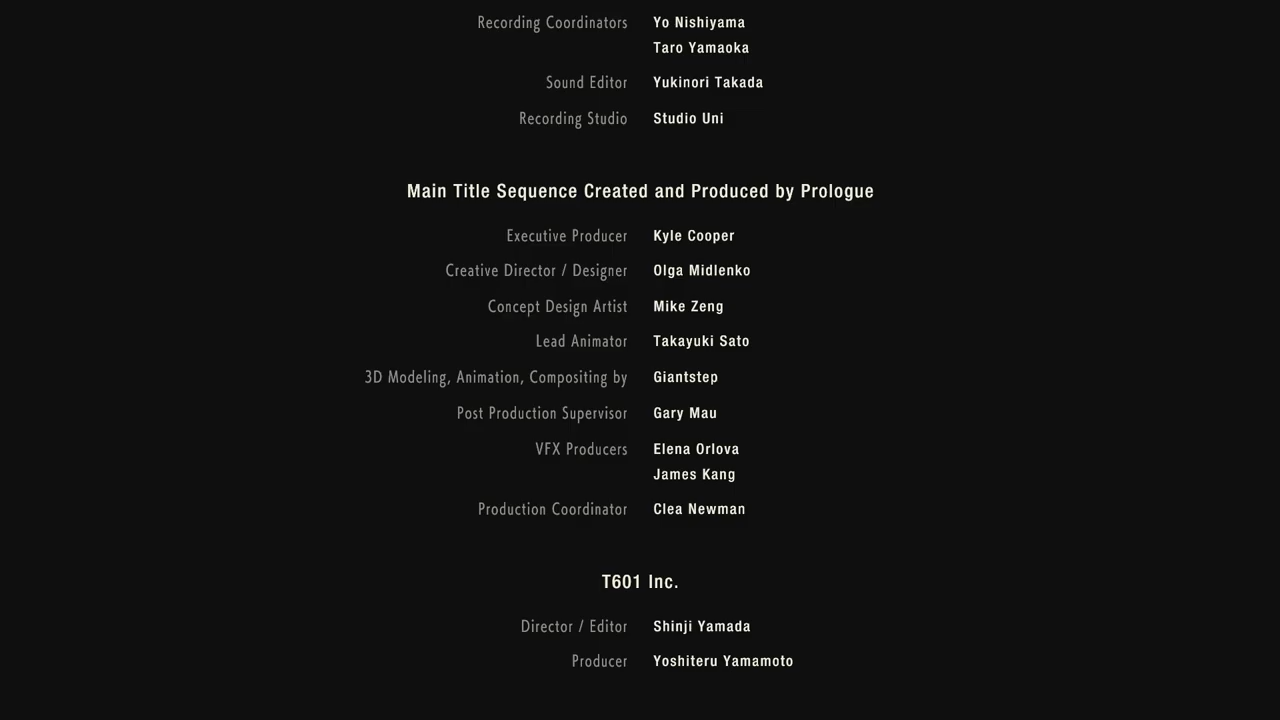 Recording Coordinators Yo Nishiyama
Taro Yamaoka
Sound Editor Yukinori Takada
Recording Studio Studio Uni
Main Title Sequence Created and Produced by Prologue
Executive Producer Kyle Cooper
Creative Director / Designer Olga Midlenko
Concept Design Artist Mike Zeng
Lead Animator Takayuki Sato
3D Modeling, Animation, Compositing by Giantstep
Post Production Supervisor Gary Mau
VFX Producers Elena Orlova
James Kang
Production Coordinator Clea Newman
T601 Inc.
Director / Editor Shinji Yamada
Producer Yoshiteru Yamamoto